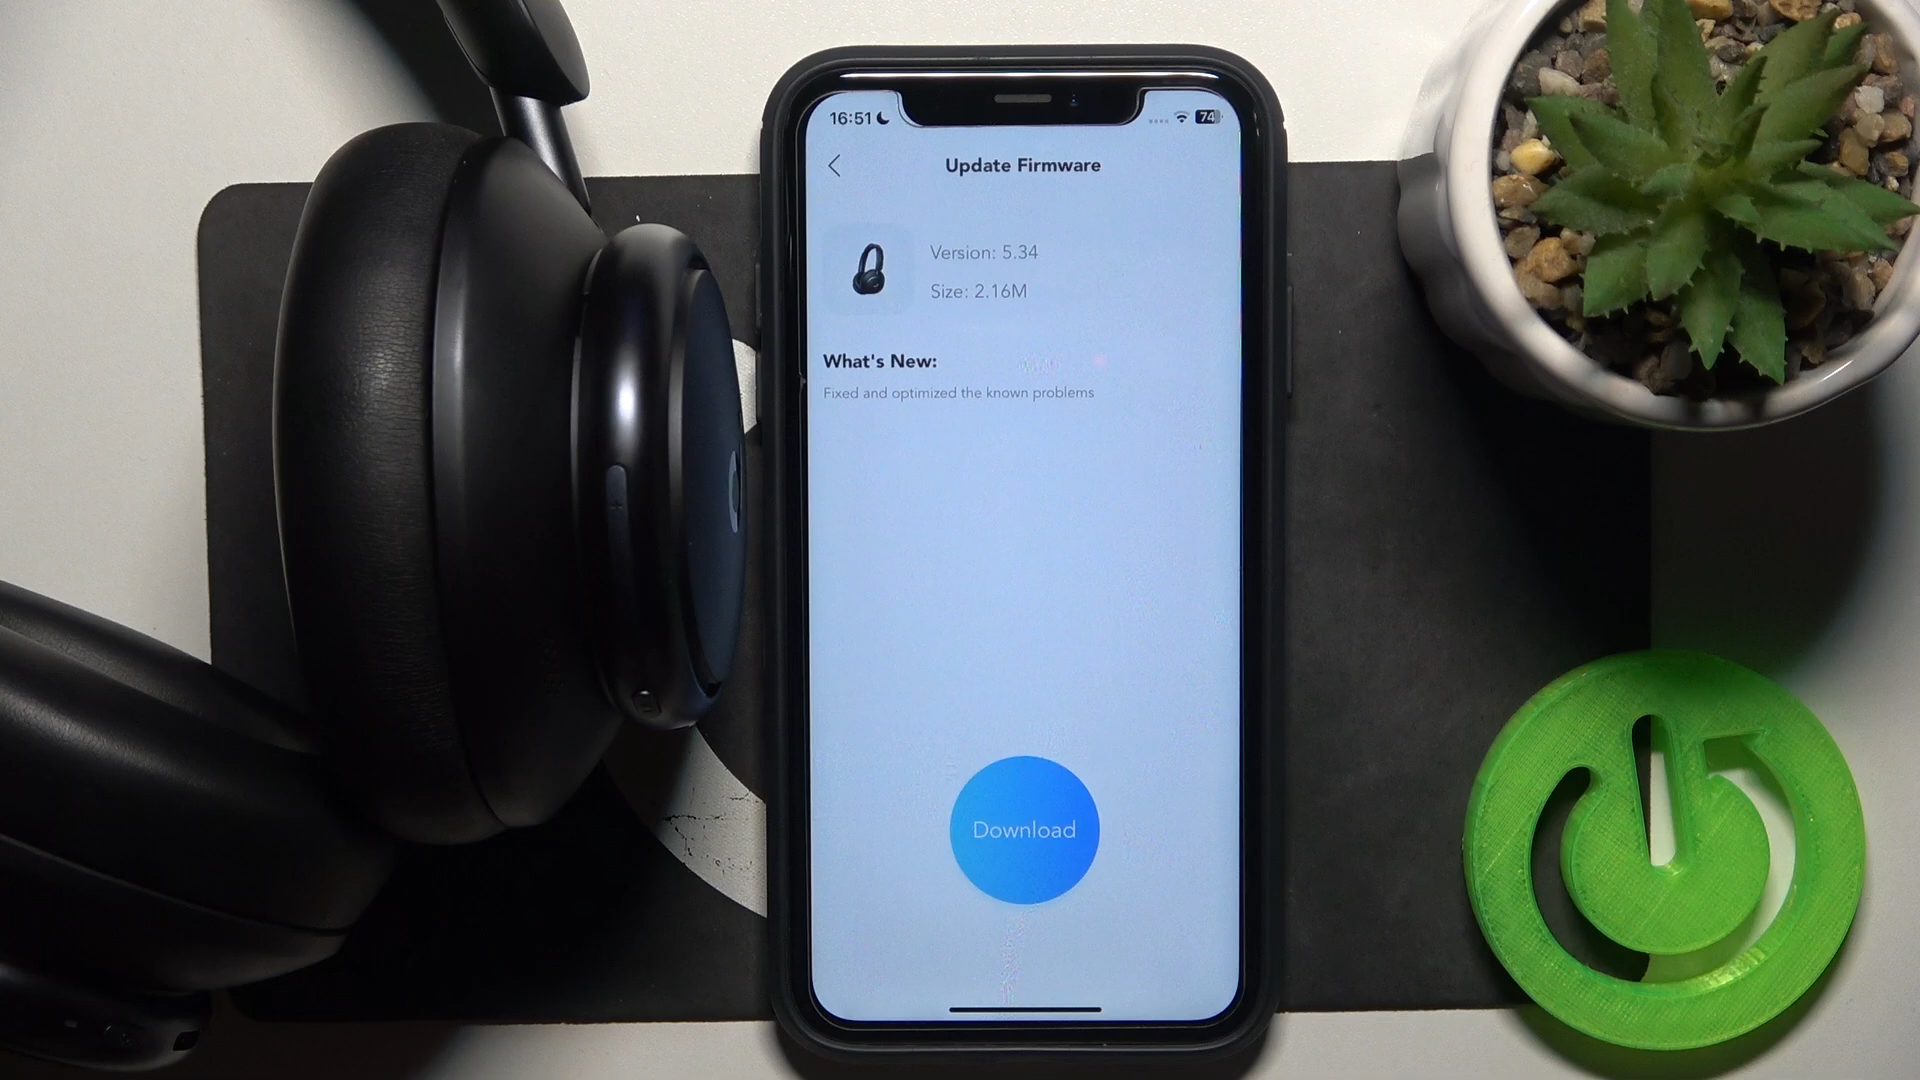 16:51
74
Update Firmware
Version: 5.34
Size: 2.16M
What's New:
Fixed and optimized the known problems
Download